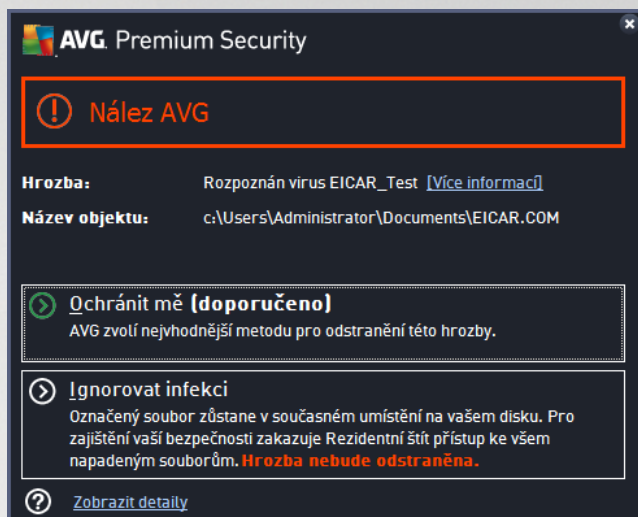 AVG. Premium Security
Nález AVG
Hrozba: Rozpoznán virus EICAR_Test [Více informací]
Název objektu: c:\Users\Administrator\Documents\EICAR.COM
Ochránit mě (doporučeno)
AVG zvolí nejvhodnější metodu pro odstranění této hrozby.
Ignorovat infekci
Označený soubor zůstane v současném umístění na vašem disku. Pro
zajištění vaší bezpečnosti zakazuje Rezidentní štít přístup ke všem
napadeným souborům. Hrozba nebude odstraněna.
Zobrazit detaily